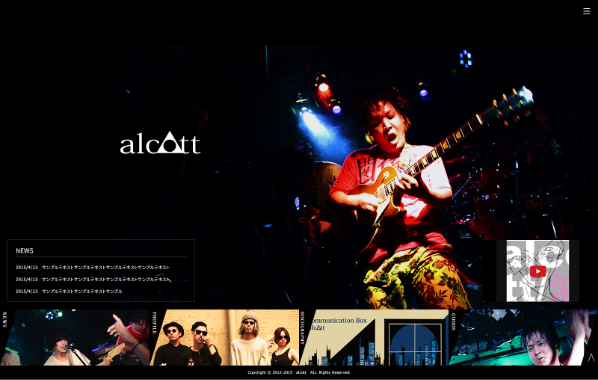 alcott
NEWS
2015/4/13 サンプルテキストサンプルテキストサンプルテキストサンプルテキスト
2015/4/13 サンプルテキストサンプルテキストサンプルテキストサンプルテキスト
2015/4/13 サンプルテキストサンプルテキストサンプル
NEWS
PROFILE
DISCOGRAPHY
Communication Box
alcott
GOODS
Copyright © 2013-2015 alcott ALL Rights Reserved.